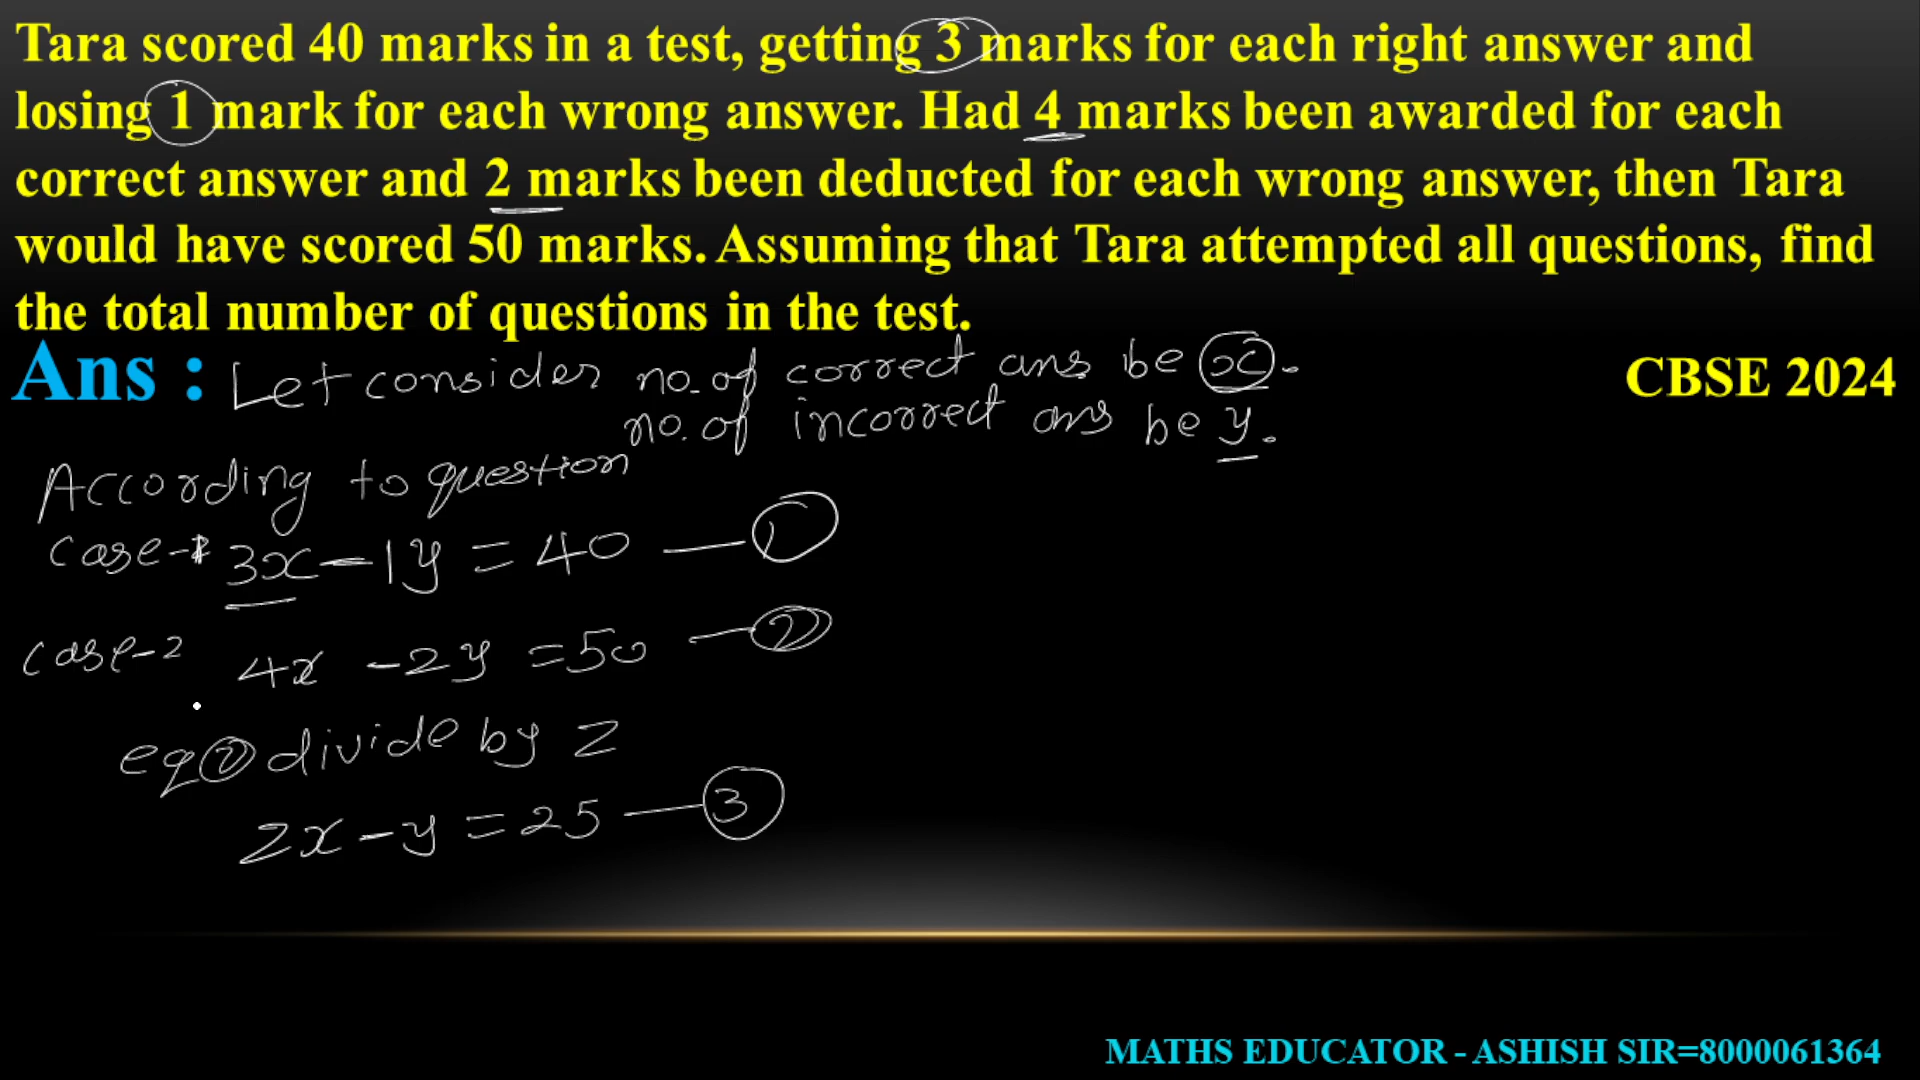 Tara scored 40 marks in a test, getting 3 marks for each right answer and
losing 1 mark for each wrong answer. Had 4 marks been awarded for each
correct answer and 2 marks been deducted for each wrong answer, then Tara
would have scored 50 marks. Assuming that Tara attempted all questions, find
the total number of questions in the test.
Ans : Let consider no. of correct ans be x. CBSE 2024
no. of incorrect ans be y.
According to question
case-1 3x - 1y = 40 — 1
case-2 4x - 2y = 50 — 2
eq 2 divide by 2
2x - y = 25 — 3
MATHS EDUCATOR - ASHISH SIR=8000061364